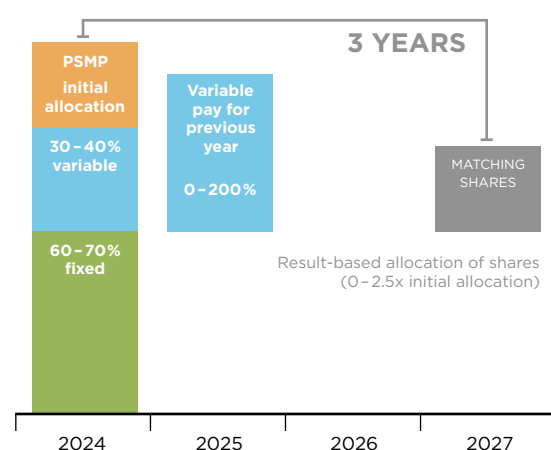 3 YEARS
PSMP
initial
allocation
30–40%
variable
60–70%
fixed
Variable
pay for
previous
year
0–200%
MATCHING
SHARES
Result-based allocation of shares
(0–2.5x initial allocation)
2024
2025
2026
2027